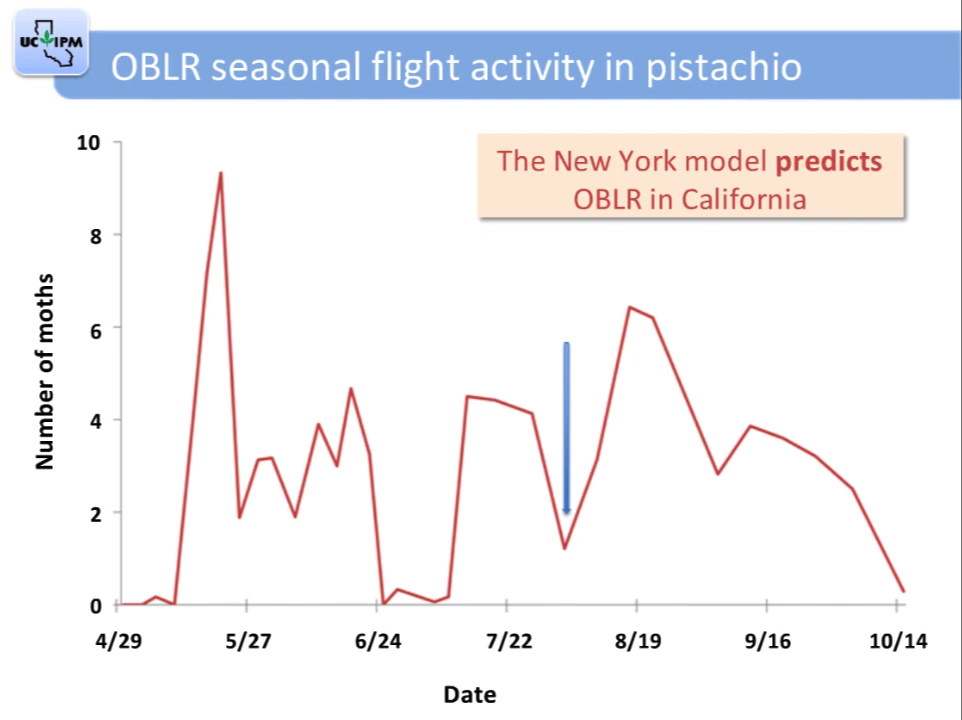 UC IPM
OBLR seasonal flight activity in pistachio
The New York model predicts
OBLR in California
Number of moths
10
8
6
4
2
0
4/29 5/27 6/24 7/22 8/19 9/16 10/14
Date